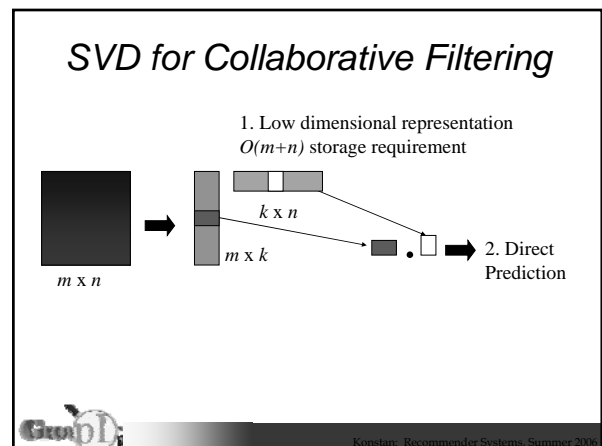 SVD for Collaborative Filtering
1. Low dimensional representation
O(m+n) storage requirement
k x n
m x k
m x n
2. Direct
Prediction
Konstan: Recommender Systems, Summer 2006